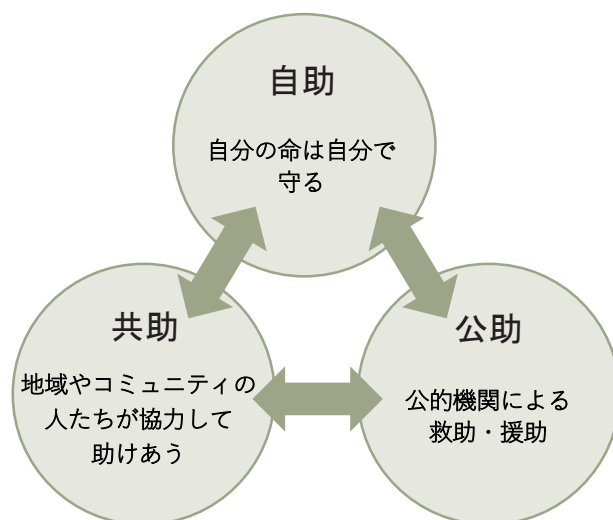 自助
自分の命は自分で
守る
共助
地域やコミュニティの
人たちが協力して
助けあう
公助
公的機関による
救助・援助